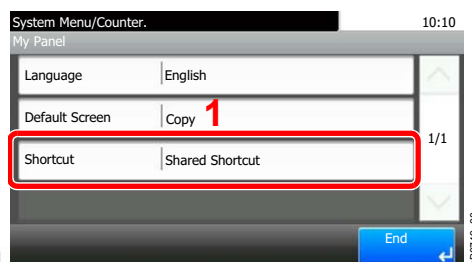 System Menu/Counter. 10:10
My Panel
Language English
Default Screen Copy 1
1/1
Shortcut Shared Shortcut
End